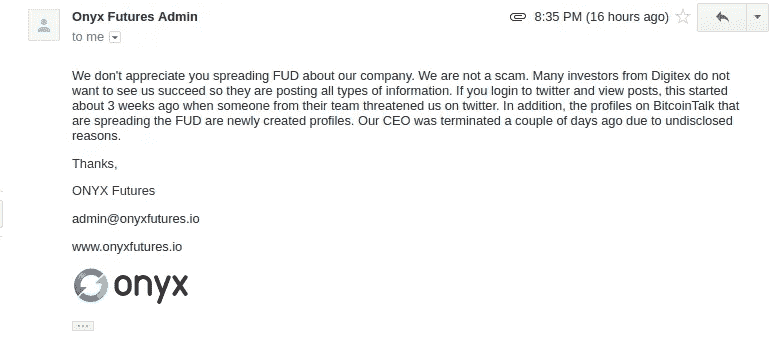 Onyx Futures Admin
8:35 PM (16 hours ago)
to me
We don't appreciate you spreading FUD about our company. We are not a scam. Many investors from Digitex do not
want to see us succeed so they are posting all types of information. If you login to twitter and view posts, this started
about 3 weeks ago when someone from their team threatened us on twitter. In addition, the profiles on BitcoinTalk that
are spreading the FUD are newly created profiles. Our CEO was terminated a couple of days ago due to undisclosed
reasons.
Thanks,
ONYX Futures
admin@onyxfutures.io
www.onyxfutures.io
onyx